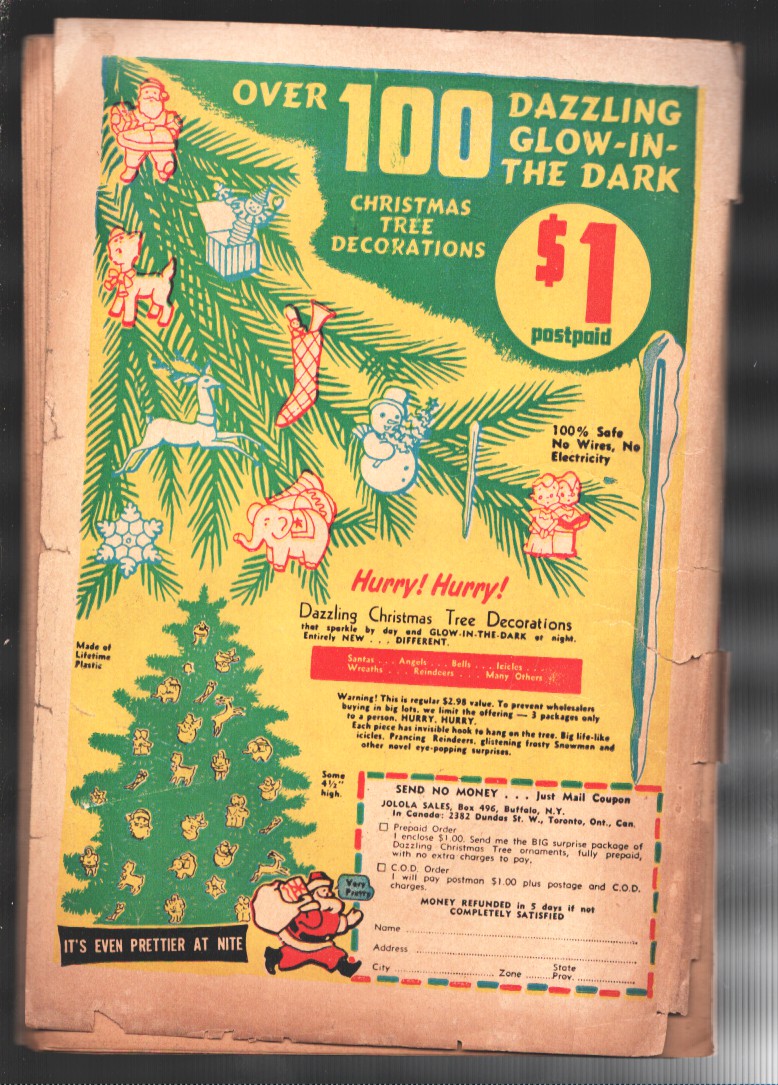 OVER 100 DAZZLING
GLOW-IN-
THE DARK
CHRISTMAS
TREE
DECORATIONS
$1
postpaid
100% Safe
No Wires, No
Electricity
Hurry! Hurry!
Dazzling Christmas Tree Decorations
that sparkle by day and GLOW-IN-THE-DARK at night.
Entirely NEW . . . DIFFERENT.
Made of
Lifetime
Plastic
Santas . . . Angels . . . Bells . . . Icicles . . .
Wreaths . . . Reindeers . . . Many Others
Warning! This is regular $2.98 value. To prevent wholesalers
buying in big lots, we limit the offering — 3 packages only
to a person. HURRY, HURRY.
Each piece has invisible hook to hang on the tree. Big life-like
icicles, Prancing Reindeers, glistening frosty Snowman and
other novel eye-popping surprises.
Some
4½"
high.
SEND NO MONEY . . . Just Mail Coupon
JOLOLA SALES, Box 496, Buffalo, N.Y.
In Canada: 2382 Dundas St. W., Toronto, Ont., Can.
Prepaid Order
I enclose $1.00. Send me the BIG surprise package of
Dazzling Christmas Tree ornaments, fully prepaid,
with no extra charges to pay.
C.O.D. Order
I will pay postman $1.00 plus postage and C.O.D.
charges.
MONEY REFUNDED in 5 days if not
COMPLETELY SATISFIED
Name
Address
City Zone State
Prov.
Very
Pretty
IT'S EVEN PRETTIER AT NITE